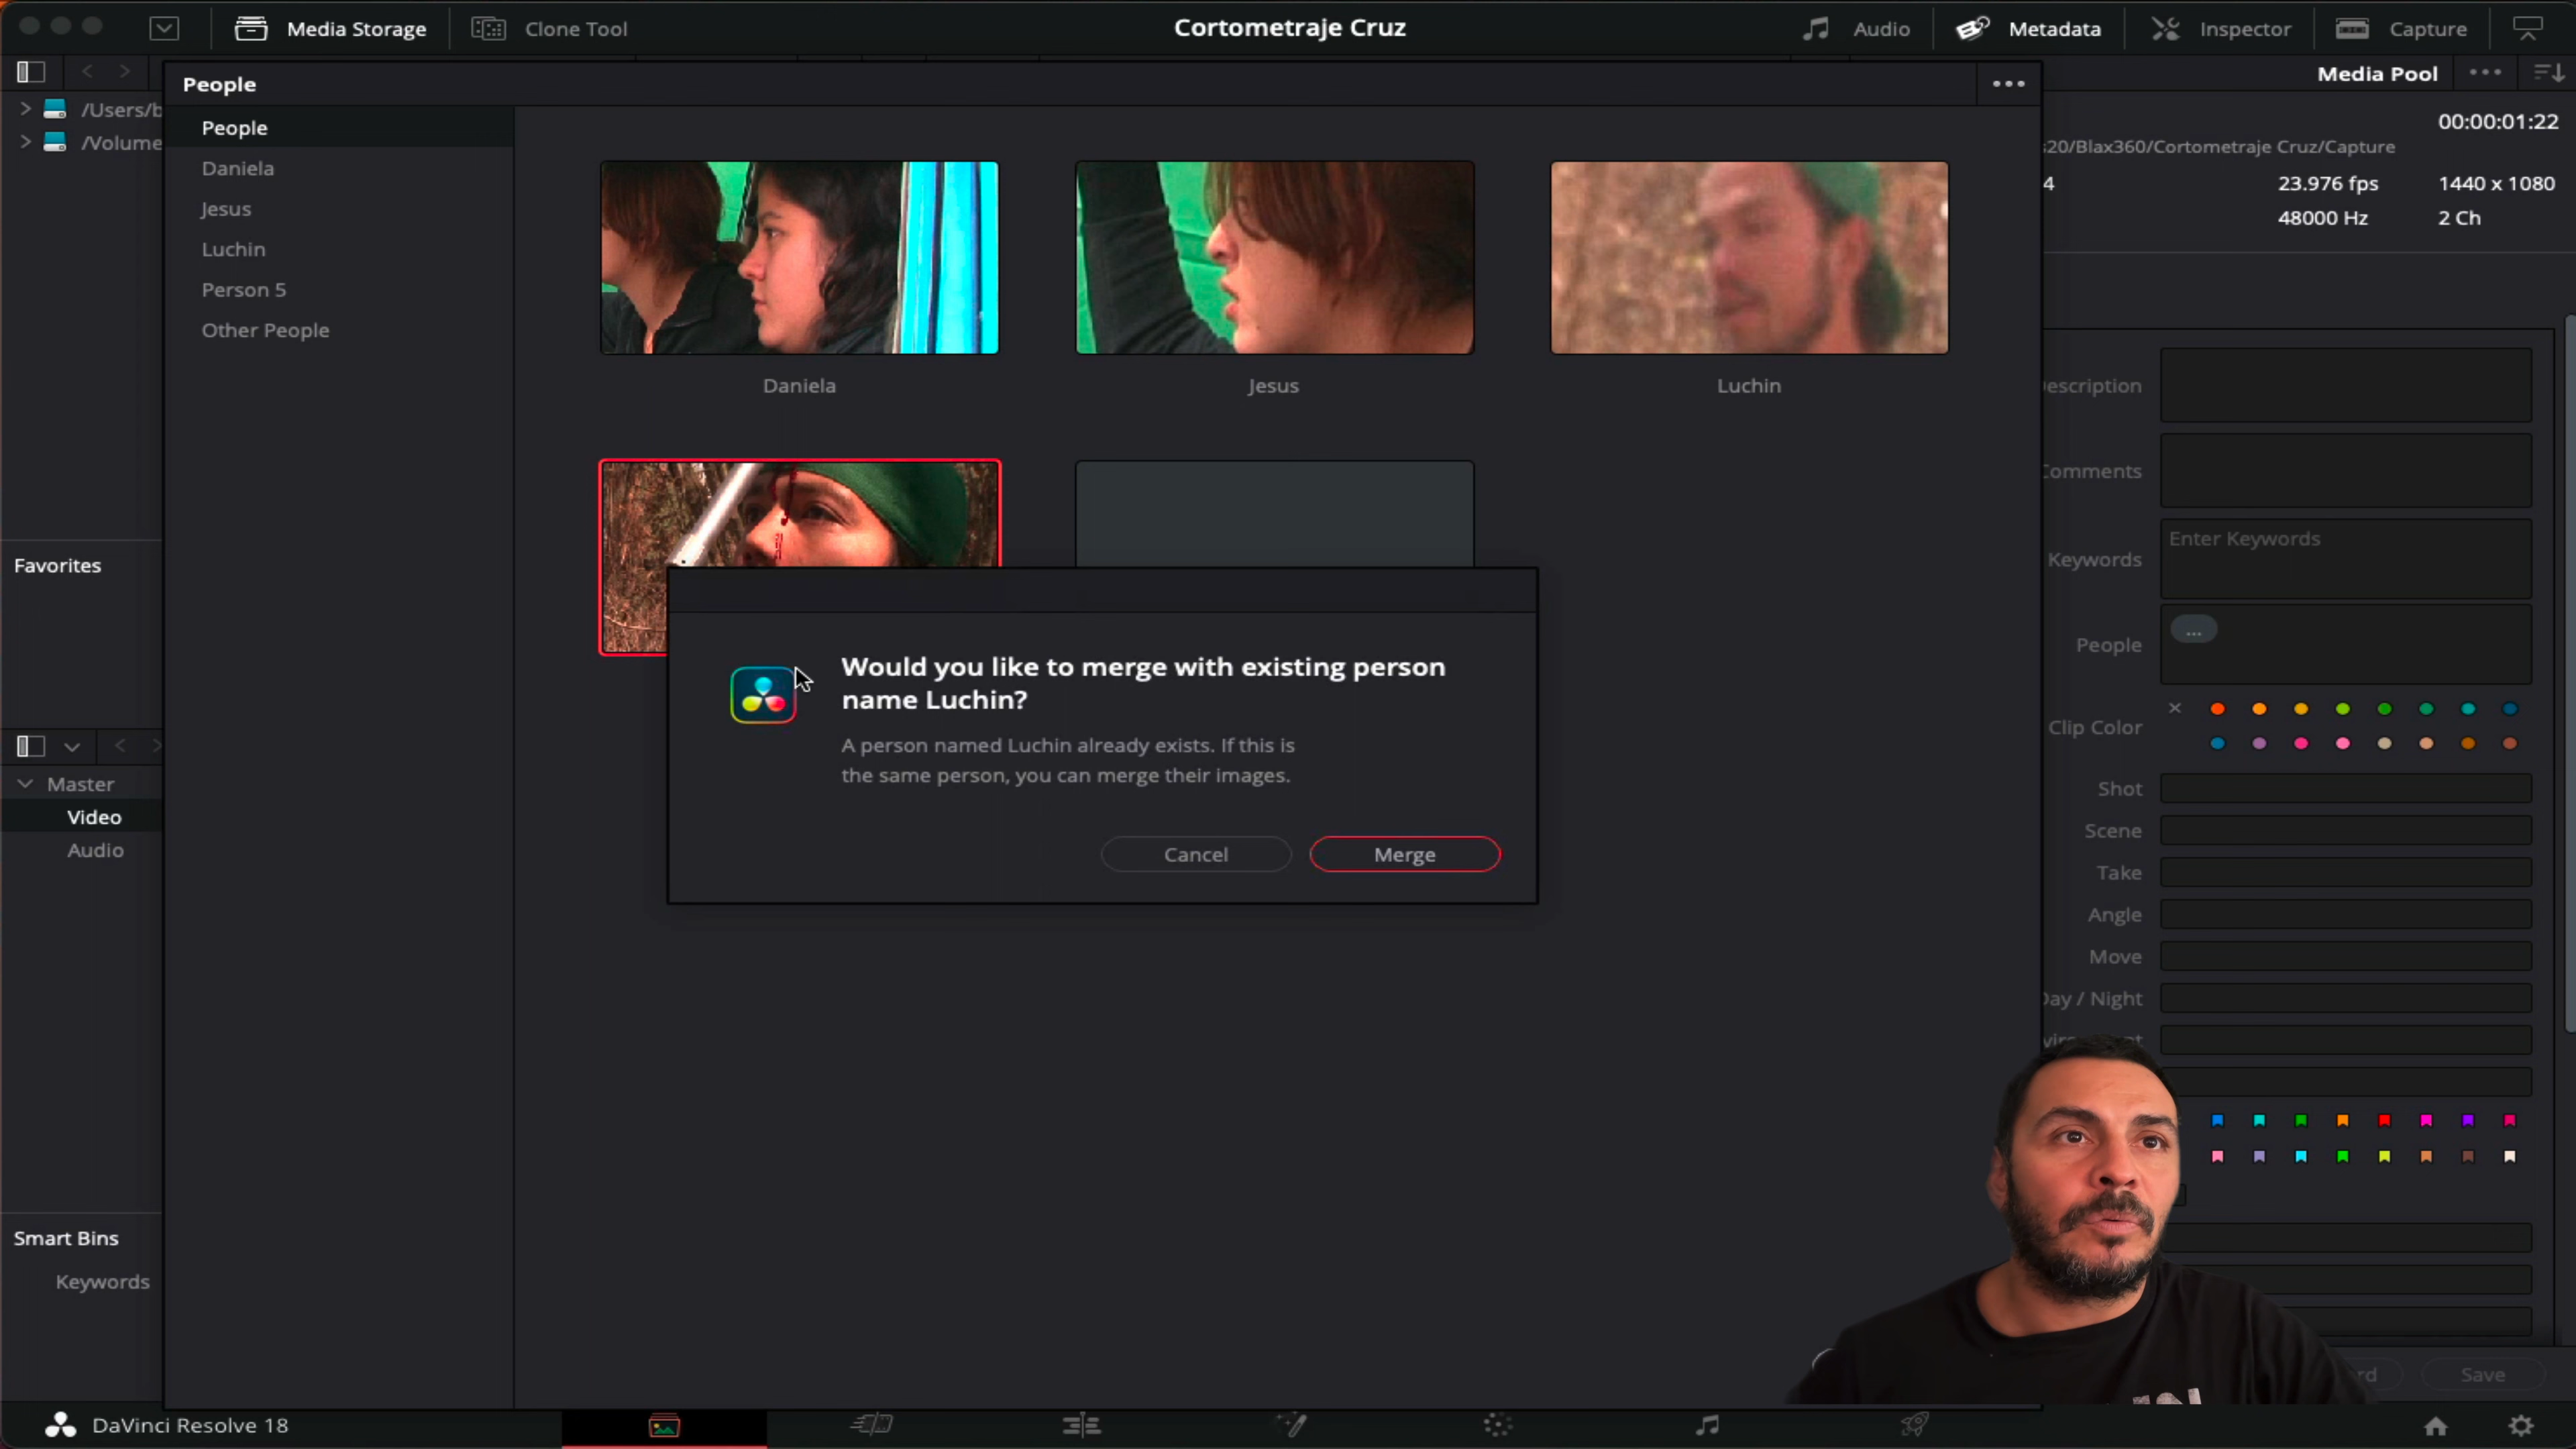 Media Storage
Clone Tool
Cortometraje Cruz
Audio
Metadata
Inspector
Capture
People
Media Pool
/Users/b
/Volume
People
Daniela
Jesus
Luchin
Person 5
Other People
00:00:01:22
20/Blax360/Cortometraje Cruz/Capture
4
23.976 fps
1440 x 1080
48000 Hz
2 Ch
Daniela
Jesus
Luchin
escription
Comments
Keywords
Enter Keywords
People
...
Clip Color
Shot
Scene
Take
Angle
Move
Day / Night
Favorites
Would you like to merge with existing person
name Luchin?
A person named Luchin already exists. If this is
the same person, you can merge their images.
Cancel
Merge
Master
Video
Audio
Smart Bins
Keywords
rd
Save
DaVinci Resolve 18